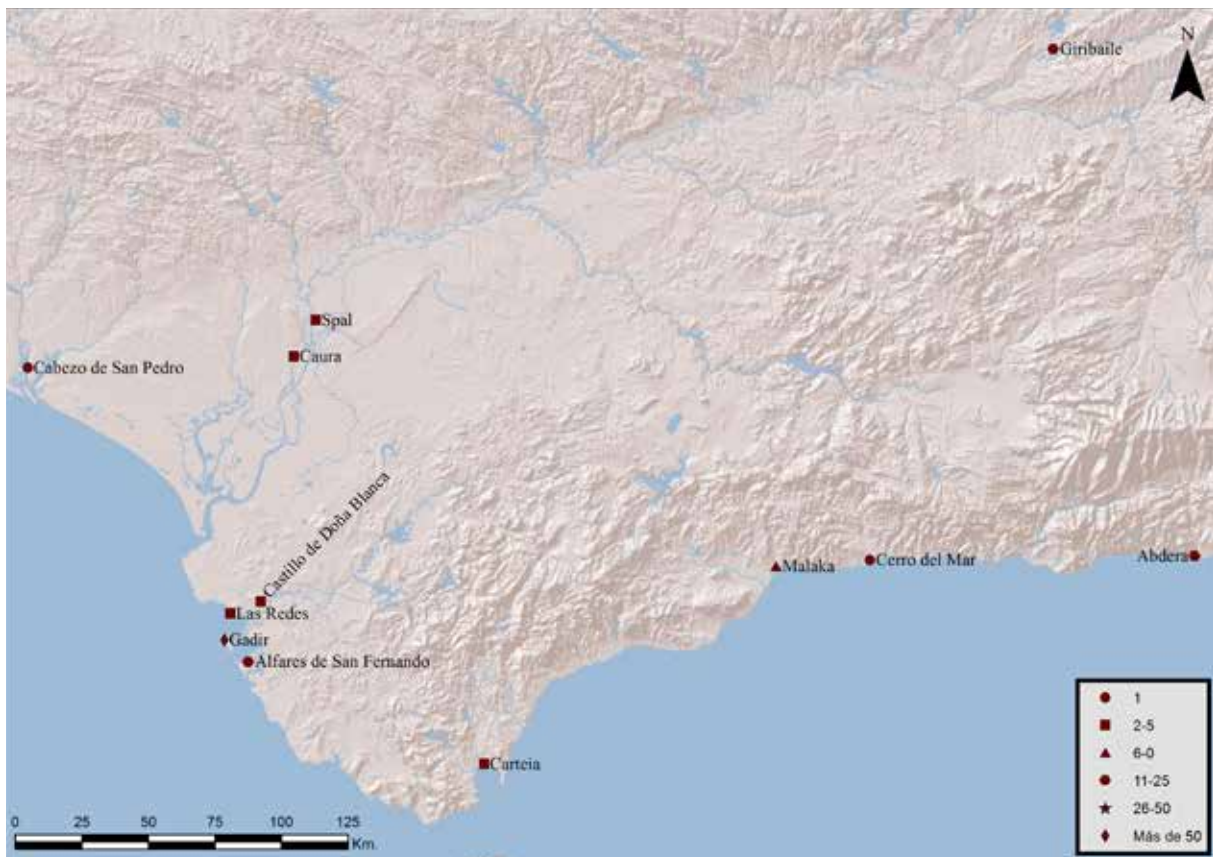 N
Giribaile
Spal
Caura
Cabezo de San Pedro
Castillo de Doña Blanca
Malaka
Cerro del Mar
Abdera
Las Redes
Gadir
Alfares de San Fernando
Carteia
1
2-5
6-0
11-25
26-50
Más de 50
0 25 50 75 100 125
Km.